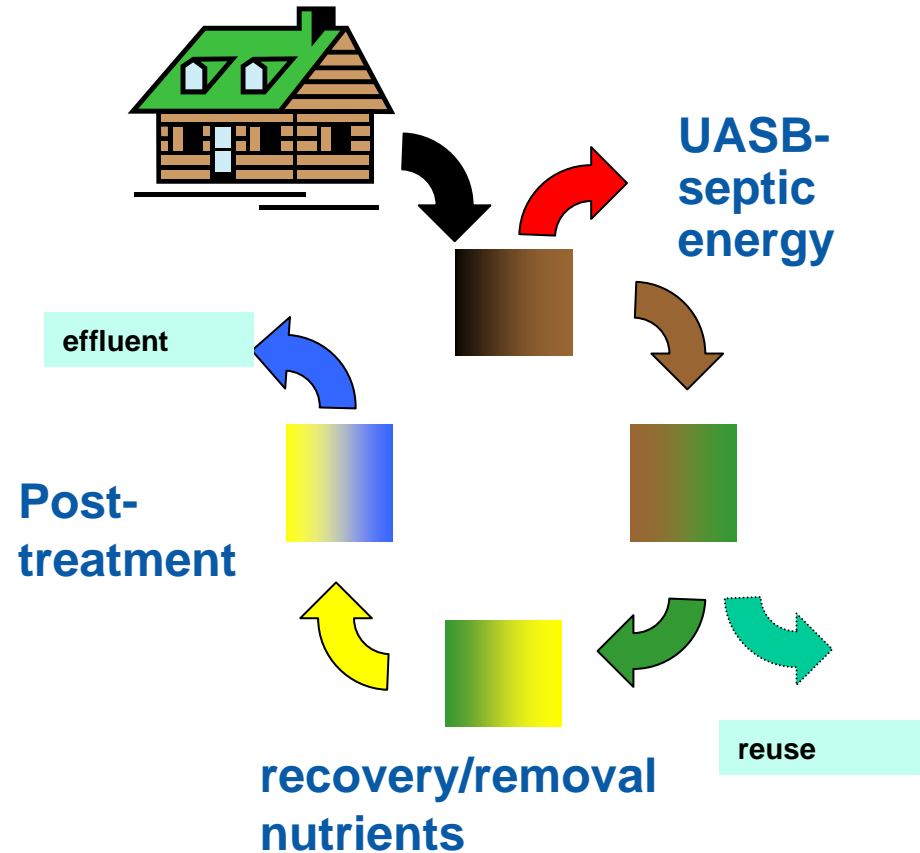 UASB-
septic
energy
effluent
Post-
treatment
reuse
recovery/removal
nutrients